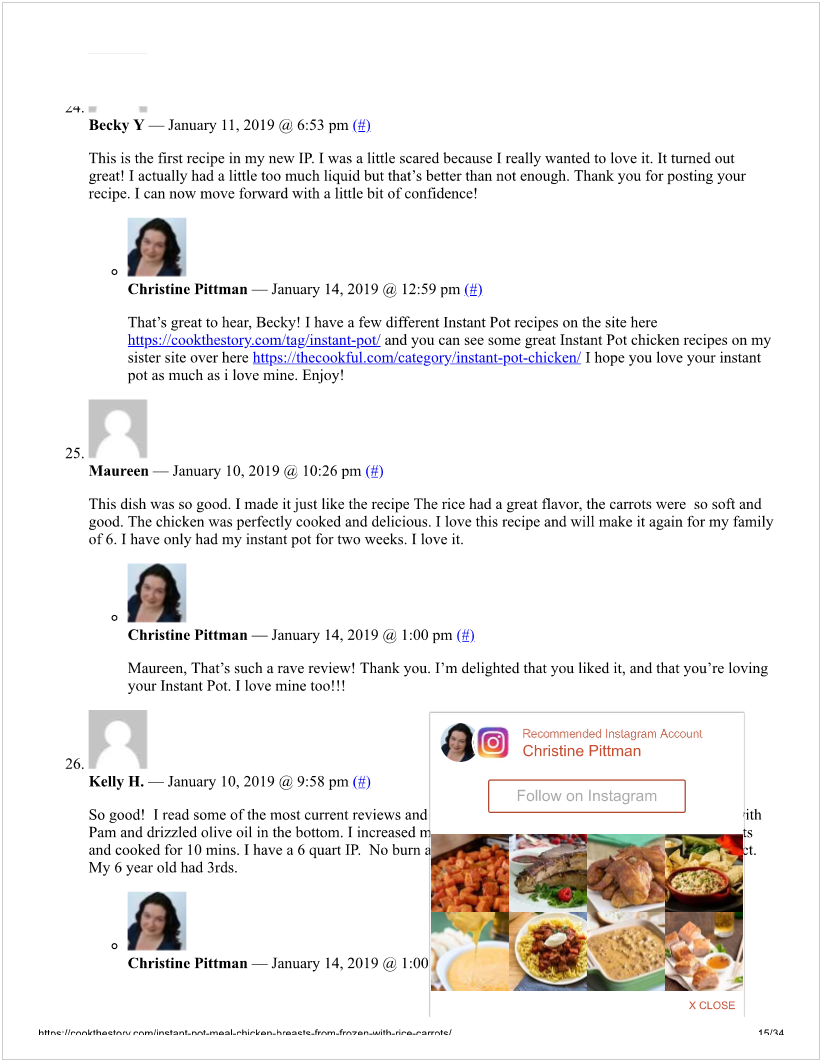 24.
Becky Y — January 11, 2019 @ 6:53 pm (#)
This is the first recipe in my new IP. I was a little scared because I really wanted to love it. It turned out
great! I actually had a little too much liquid but that’s better than not enough. Thank you for posting your
recipe. I can now move forward with a little bit of confidence!
Christine Pittman — January 14, 2019 @ 12:59 pm (#)
That’s great to hear, Becky! I have a few different Instant Pot recipes on the site here
https://cookthestory.com/tag/instant-pot/ and you can see some great Instant Pot chicken recipes on my
sister site over here https://thecookful.com/category/instant-pot-chicken/ I hope you love your instant
pot as much as i love mine. Enjoy!
25.
Maureen — January 10, 2019 @ 10:26 pm (#)
This dish was so good. I made it just like the recipe The rice had a great flavor, the carrots were so soft and
good. The chicken was perfectly cooked and delicious. I love this recipe and will make it again for my family
of 6. I have only had my instant pot for two weeks. I love it.
Christine Pittman — January 14, 2019 @ 1:00 pm (#)
Maureen, That’s such a rave review! Thank you. I’m delighted that you liked it, and that you’re loving
your Instant Pot. I love mine too!!!
26.
Kelly H. — January 10, 2019 @ 9:58 pm (#)
So good! I read some of the most current reviews and
Pam and drizzled olive oil in the bottom. I increased
and cooked for 10 mins. I have a 6 quart IP. No burn
My 6 year old had 3rds.
Christine Pittman — January 14, 2019 @ 1:00
Recommended Instagram Account
Christine Pittman
Follow on Instagram
X CLOSE
https://cookthestory.com/instant-pot-meal-chicken-breasts-from-frozen-with-rice-carrots/ 15/34